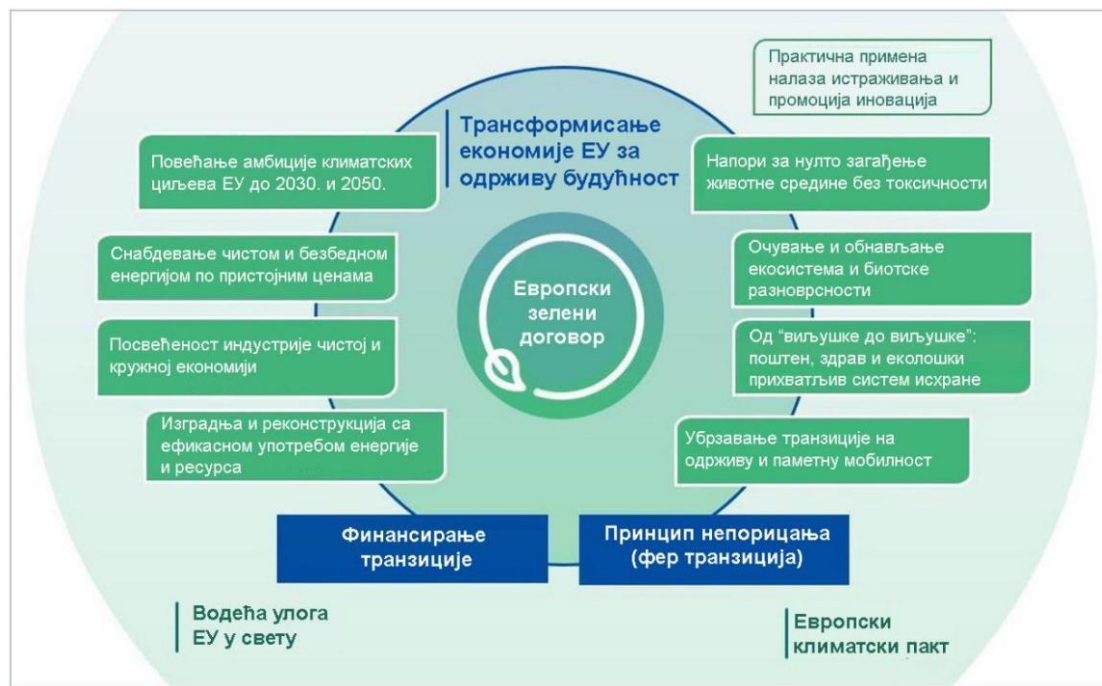 Практична примена
налаза истраживања и
промоција иновација
Трансформисање
економије ЕУ за
одрживу будућност
Повећање амбиције климатских
циљева ЕУ до 2030. и 2050.
Снабдевање чистом и безбедном
енергијом по пристојним ценама
Посвећеност индустрије чистој и
кружној економији
Изградња и реконструкција са
ефикасном употребом енергије
и ресурса
Европски
зелени
договор
Напори за нулто загађење
животне средине без токсичности
Очување и обнављање
екосистема и биотске
разноврсности
Од “виљушке до виљушке”:
поштен, здрав и еколошки
прихватљив систем исхране
Убрзавање транзиције на
одрживу и паметну мобилност
Финансирање
транзиције
Принцип непорицања
(фер транзиција)
Водећа улога
ЕУ у свету
Европски
климатски пакт